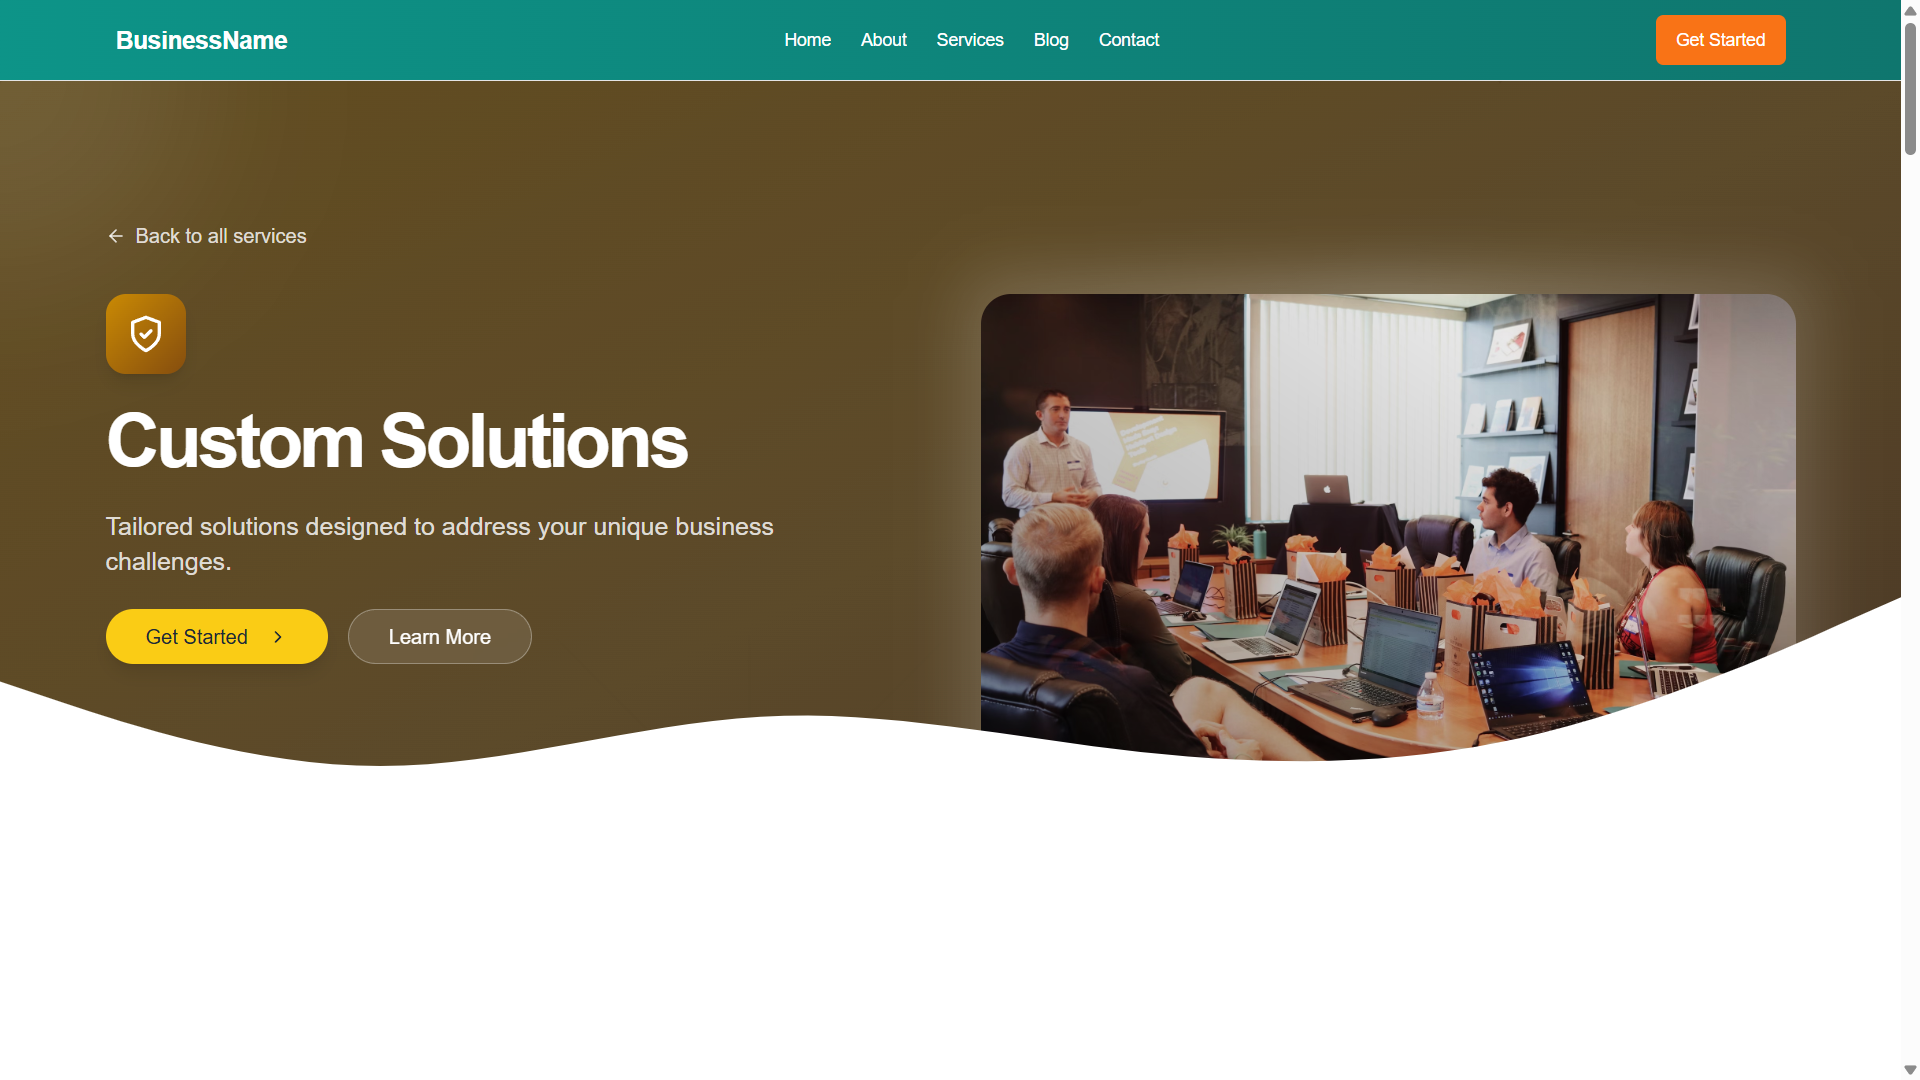 BusinessName
Home
About
Services
Blog
Contact
Get Started
Back to all services
Custom Solutions
Tailored solutions designed to address your unique business
challenges.
Get Started
Learn More